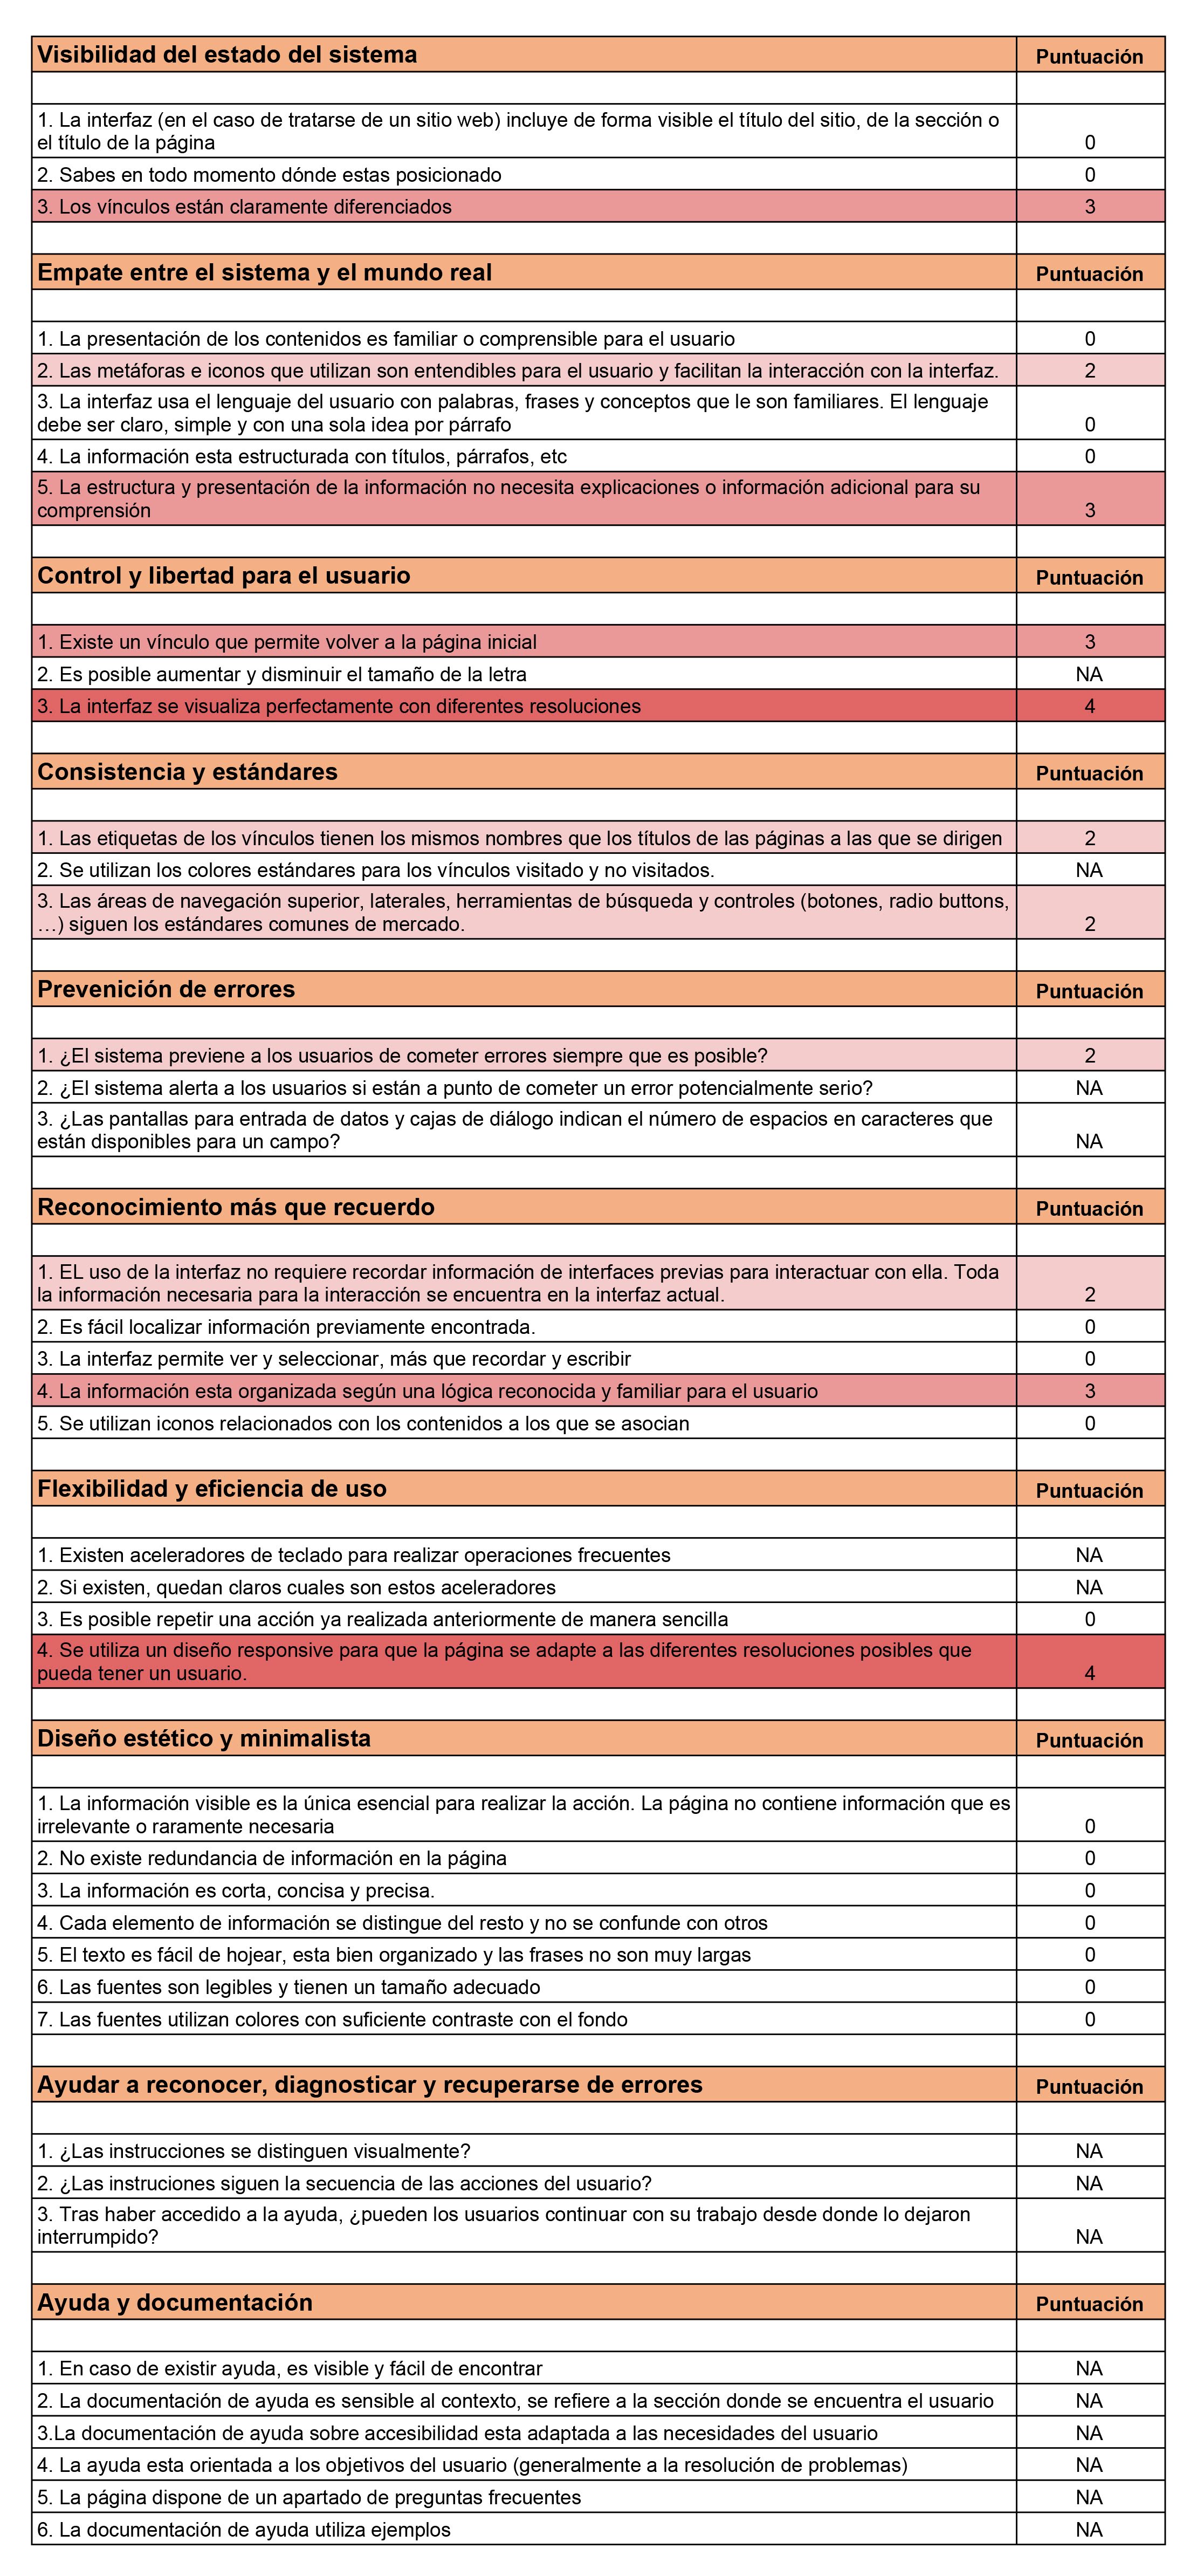 Visibilidad del estado del sistema Puntuación
1. La interfaz (en el caso de tratarse de un sitio web) incluye de forma visible el título del sitio, de la sección o
el título de la página 0
2. Sabes en todo momento dónde estas posicionado 0
3. Los vínculos están claramente diferenciados 3
Empate entre el sistema y el mundo real Puntuación
1. La presentación de los contenidos es familiar o comprensible para el usuario 0
2. Las metáforas e iconos que utilizan son entendibles para el usuario y facilitan la interacción con la interfaz. 2
3. La interfaz usa el lenguaje del usuario con palabras, frases y conceptos que le son familiares. El lenguaje
debe ser claro, simple y con una sola idea por párrafo 0
4. La información esta estructurada con títulos, párrafos, etc 0
5. La estructura y presentación de la información no necesita explicaciones o información adicional para su
comprensión 3
Control y libertad para el usuario Puntuación
1. Existe un vínculo que permite volver a la página inicial 3
2. Es posible aumentar y disminuir el tamaño de la letra NA
3. La interfaz se visualiza perfectamente con diferentes resoluciones 4
Consistencia y estándares Puntuación
1. Las etiquetas de los vínculos tienen los mismos nombres que los títulos de las páginas a las que se dirigen 2
2. Se utilizan los colores estándares para los vínculos visitado y no visitados. NA
3. Las áreas de navegación superior, laterales, herramientas de búsqueda y controles (botones, radio buttons,
…) siguen los estándares comunes de mercado. 2
Prevenición de errores Puntuación
1. ¿El sistema previene a los usuarios de cometer errores siempre que es posible? 2
2. ¿El sistema alerta a los usuarios si están a punto de cometer un error potencialmente serio? NA
3. ¿Las pantallas para entrada de datos y cajas de diálogo indican el número de espacios en caracteres que
están disponibles para un campo? NA
Reconocimiento más que recuerdo Puntuación
1. EL uso de la interfaz no requiere recordar información de interfaces previas para interactuar con ella. Toda
la información necesaria para la interacción se encuentra en la interfaz actual. 2
2. Es fácil localizar información previamente encontrada. 0
3. La interfaz permite ver y seleccionar, más que recordar y escribir 0
4. La información esta organizada según una lógica reconocida y familiar para el usuario 3
5. Se utilizan iconos relacionados con los contenidos a los que se asocian 0
Flexibilidad y eficiencia de uso Puntuación
1. Existen aceleradores de teclado para realizar operaciones frecuentes NA
2. Si existen, quedan claros cuales son estos aceleradores NA
3. Es posible repetir una acción ya realizada anteriormente de manera sencilla 0
4. Se utiliza un diseño responsive para que la página se adapte a las diferentes resoluciones posibles que
pueda tener un usuario. 4
Diseño estético y minimalista Puntuación
1. La información visible es la única esencial para realizar la acción. La página no contiene información que es
irrelevante o raramente necesaria 0
2. No existe redundancia de información en la página 0
3. La información es corta, concisa y precisa. 0
4. Cada elemento de información se distingue del resto y no se confunde con otros 0
5. El texto es fácil de hojear, esta bien organizado y las frases no son muy largas 0
6. Las fuentes son legibles y tienen un tamaño adecuado 0
7. Las fuentes utilizan colores con suficiente contraste con el fondo 0
Ayudar a reconocer, diagnosticar y recuperarse de errores Puntuación
1. ¿Las instrucciones se distinguen visualmente? NA
2. ¿Las instruciones siguen la secuencia de las acciones del usuario? NA
3. Tras haber accedido a la ayuda, ¿pueden los usuarios continuar con su trabajo desde donde lo dejaron
interrumpido? NA
Ayuda y documentación Puntuación
1. En caso de existir ayuda, es visible y fácil de encontrar NA
2. La documentación de ayuda es sensible al contexto, se refiere a la sección donde se encuentra el usuario NA
3.La documentación de ayuda sobre accesibilidad esta adaptada a las necesidades del usuario NA
4. La ayuda esta orientada a los objetivos del usuario (generalmente a la resolución de problemas) NA
5. La página dispone de un apartado de preguntas frecuentes NA
6. La documentación de ayuda utiliza ejemplos NA